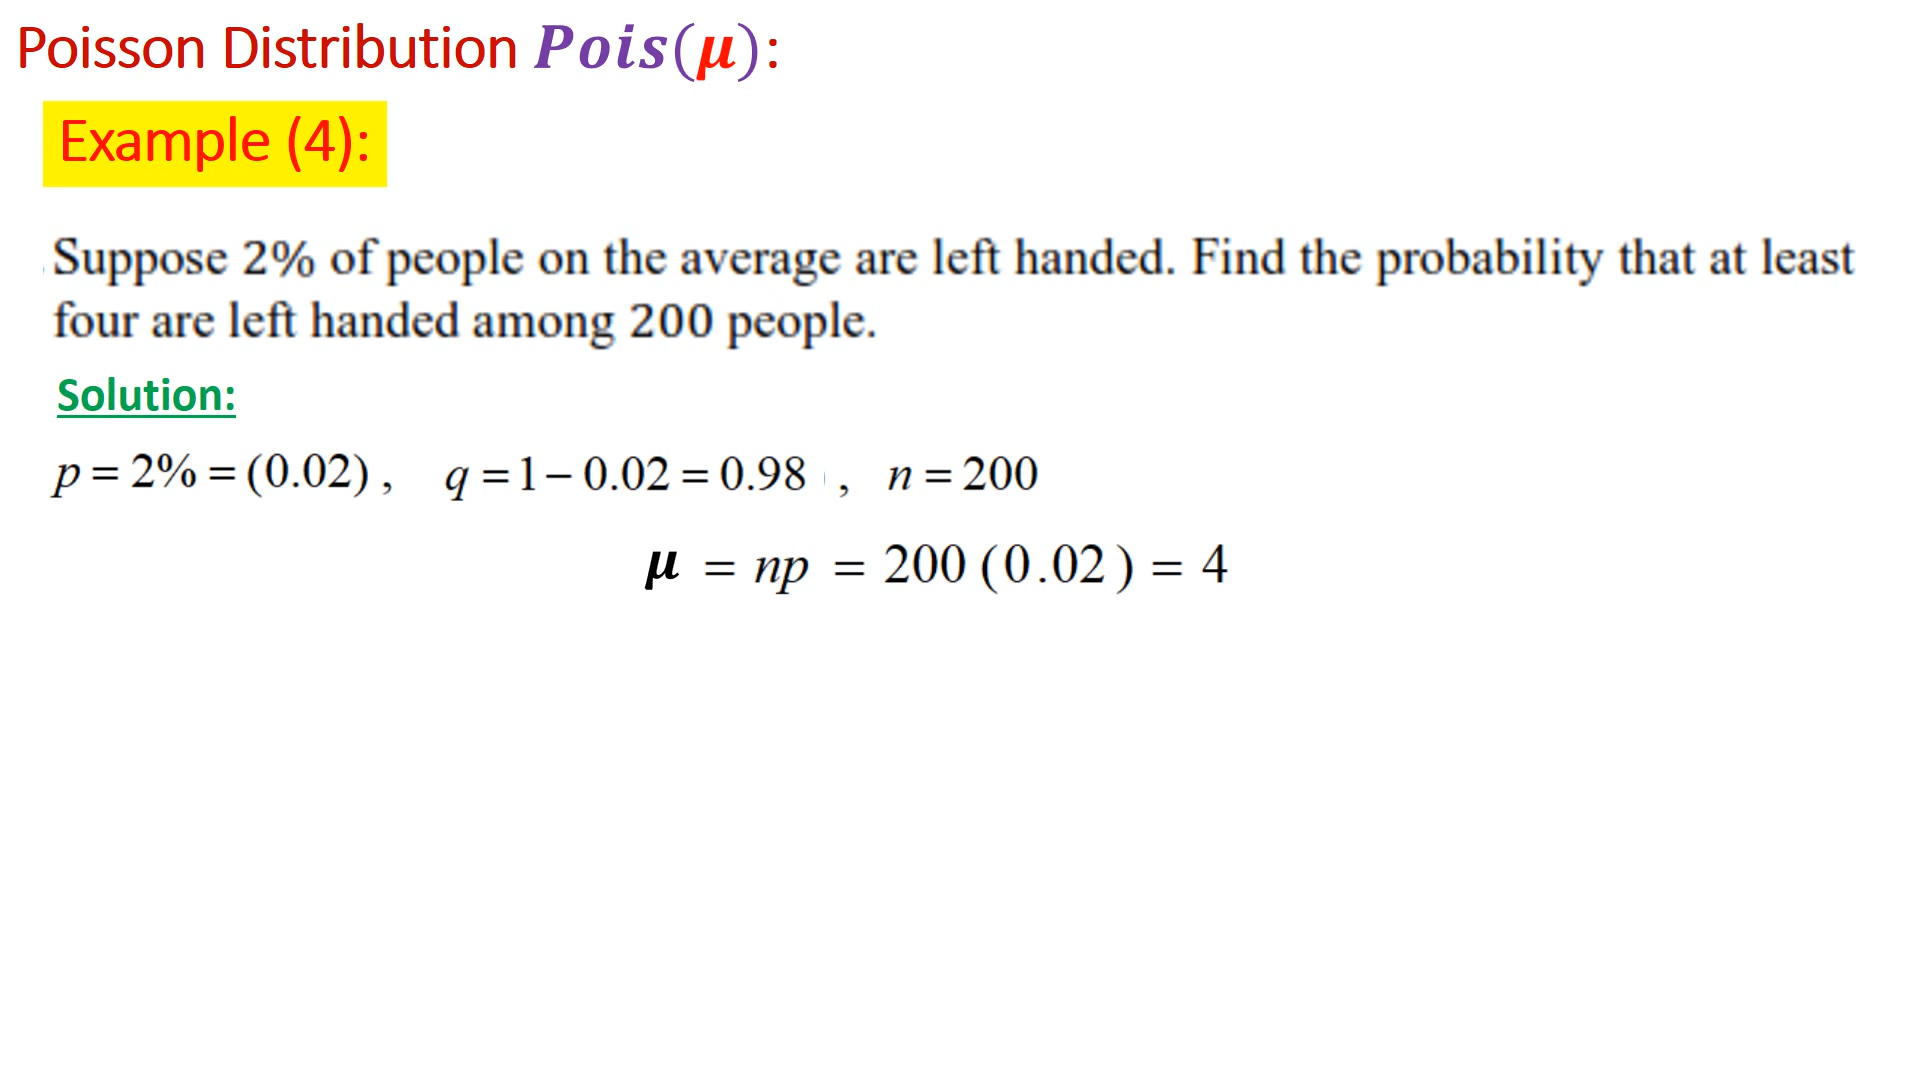 Poisson Distribution 𝑷𝒐𝒊𝒔(𝝁):
Example (4):
Suppose 2% of people on the average are left handed. Find the probability that at least
four are left handed among 200 people.
Solution:
p = 2% = (0.02) , q = 1 − 0.02 = 0.98 , n = 200
𝝁 = np = 200 (0.02) = 4